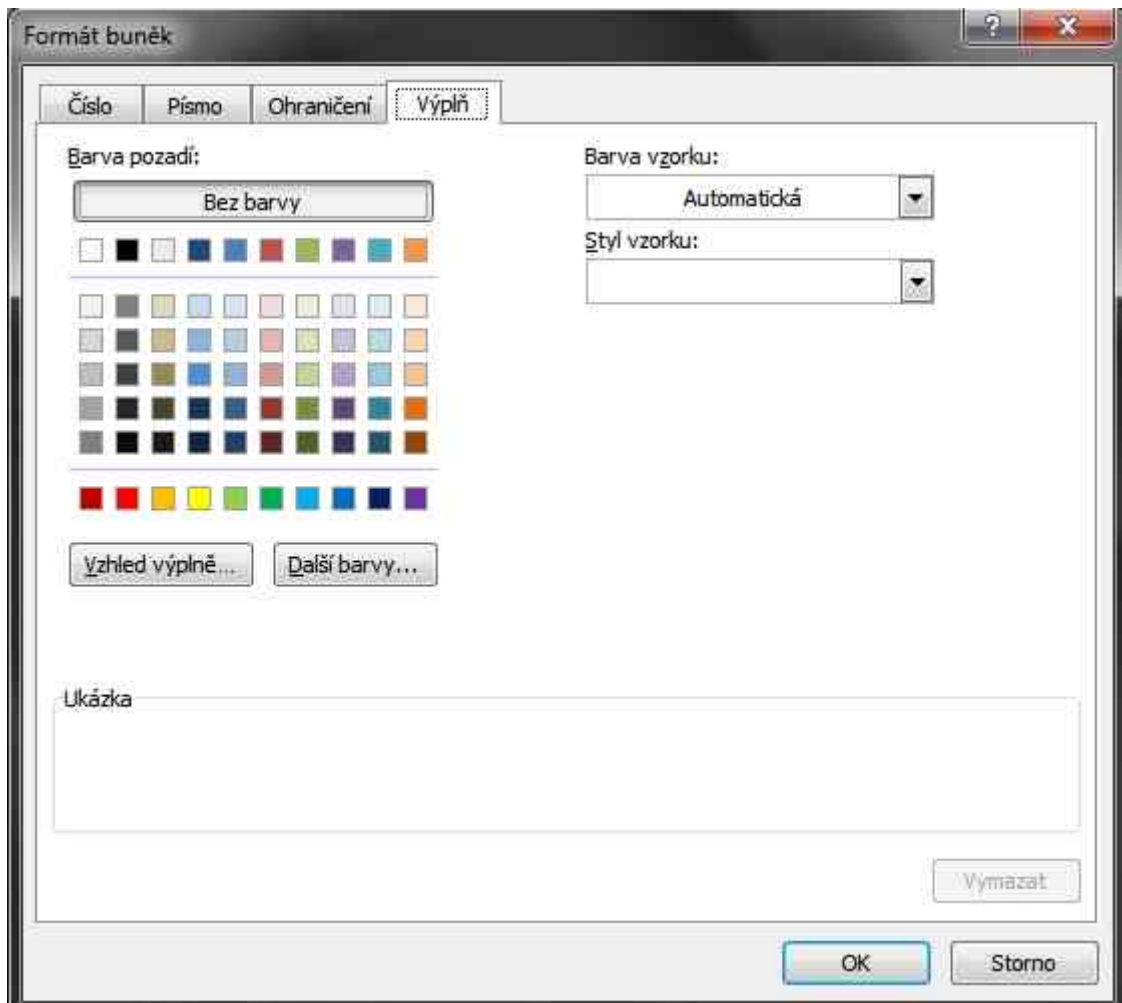 Formát buněk
Číslo Písmo Ohraničení Výplň
Barva pozadí:
Bez barvy
Barva vzorku:
Automatická
Styl vzorku:
Vzhled výplně...
Další barvy...
Ukázka
Vymazat
OK
Storno